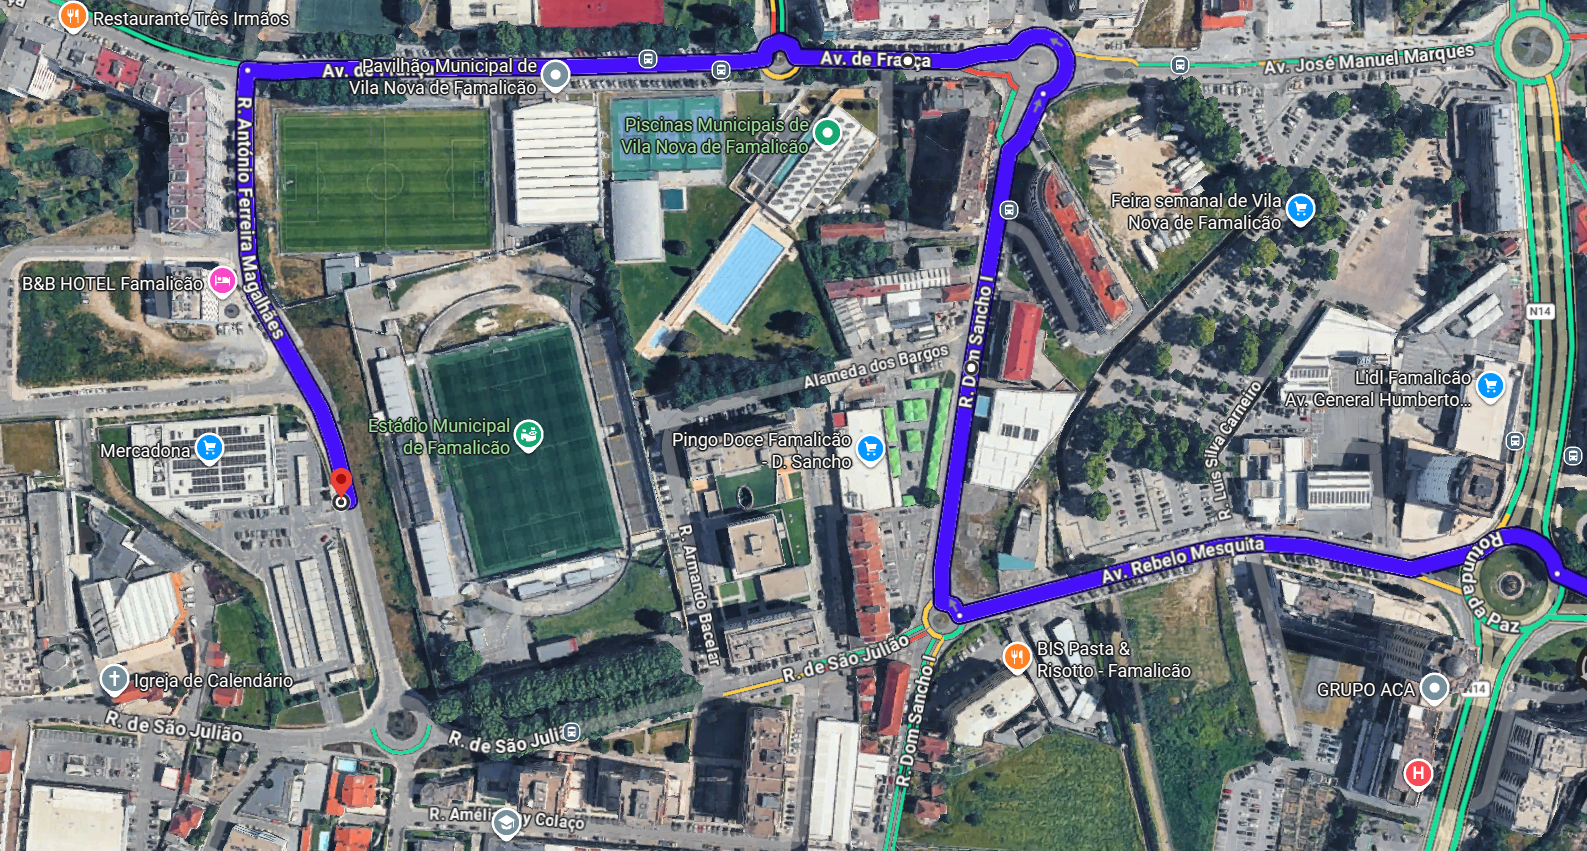 Restaurante Três Irmãos
Av. de França
Av. José Manuel Marques
Pavilhão Municipal de
Vila Nova de Famalicão
Av. de
R. António Ferreira Magalhães
Piscinas Municipais de
Vila Nova de Famalicão
Feira semanal de Vila
Nova de Famalicão
B&B HOTEL Famalicão
N14
R. Dom Sancho I
Alameda dos Bargos
Lidl Famalicão
Av. General Humberto...
R. Luís Silva Carneiro
Estádio Municipal
de Famalicão
Mercadona
Pingo Doce Famalicão
- D. Sancho
R. Armando Bacelar
Av. Rebelo Mesquita
Rotunda da Paz
R. de São Julião
BIS Pasta &
Risotto - Famalicão
R. Dom Sancho I
GRUPO ACA
N14
Igreja de Calendário
R. de São Julião
R. de São Juli
H
R. Améli
y Colaço